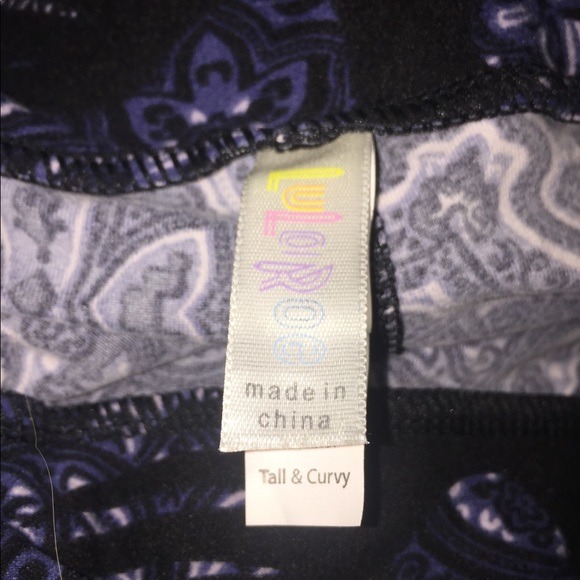 LuLaRoe
made in
china
Tall & Curvy